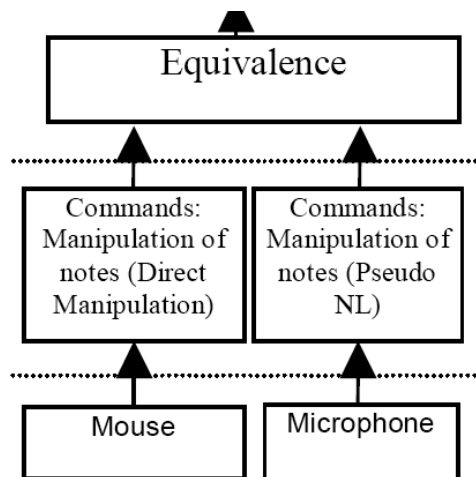 Equivalence
Commands:
Manipulation of
notes (Direct
Manipulation)
Commands:
Manipulation of
notes (Pseudo
NL)
Mouse
Microphone